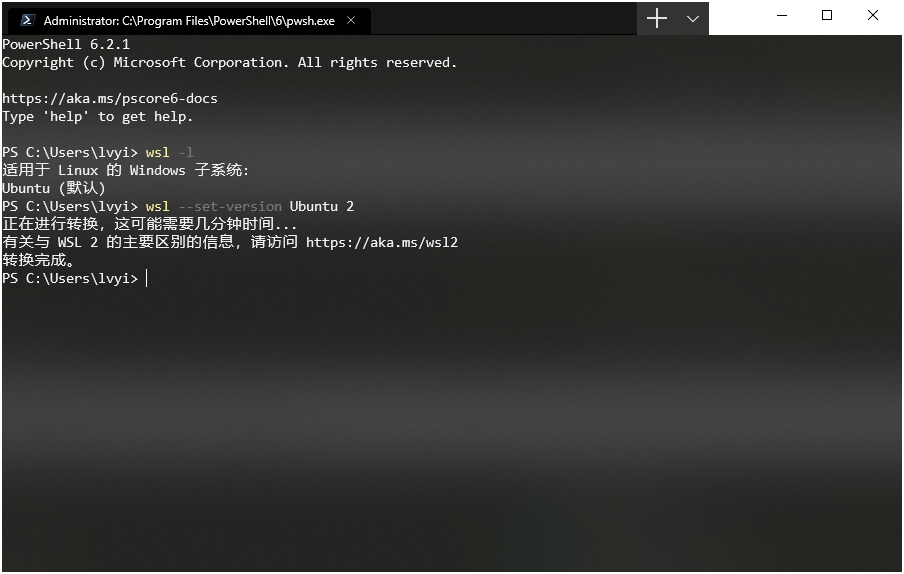 Administrator: C:\Program Files\PowerShell\6\pwsh.exe
PowerShell 6.2.1
Copyright (c) Microsoft Corporation. All rights reserved.
https://aka.ms/pscore6-docs
Type 'help' to get help.
PS C:\Users\lvyi> wsl -l
适用于 Linux 的 Windows 子系统:
Ubuntu (默认)
PS C:\Users\lvyi> wsl --set-version Ubuntu 2
正在进行转换，这可能需要几分钟时间...
有关与 WSL 2 的主要区别的信息，请访问 https://aka.ms/wsl2
转换完成。
PS C:\Users\lvyi>